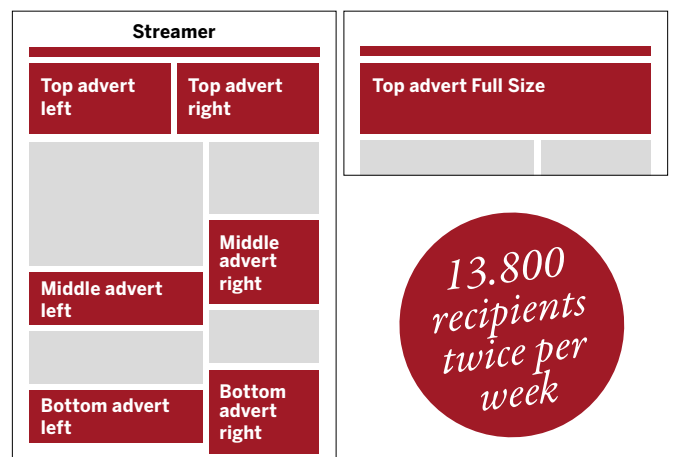 Streamer
Top advert
left
Top advert
right
Middle
advert
right
Middle advert
left
Bottom advert
left
Bottom
advert
right
Top advert Full Size
13.800
recipients
twice per
week